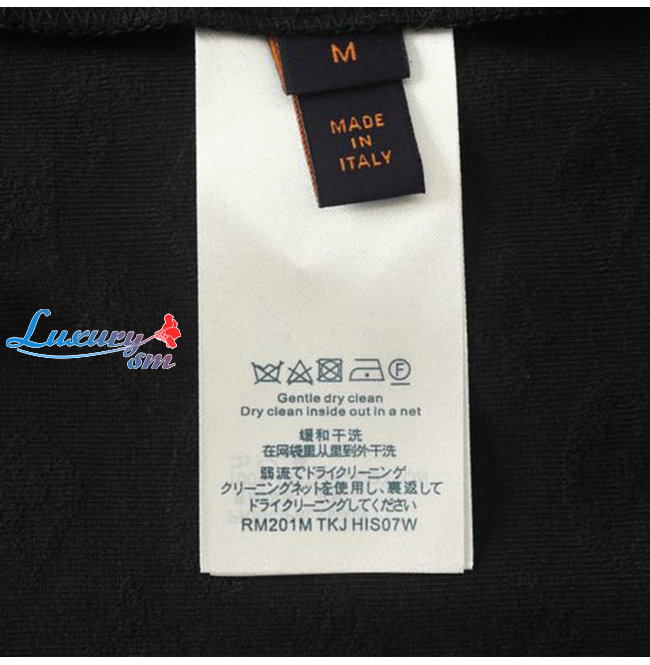 M
MADE
IN
ITALY
Luxury
sm
F
Gentle dry clean
Dry clean inside out in a net
缓和干洗
在网袋里从里到外干洗
弱流でドライクリーニング
クリーニングネットを使用し、裏返して
ドライクリーニングしてください
RM201M TKJ HIS07W